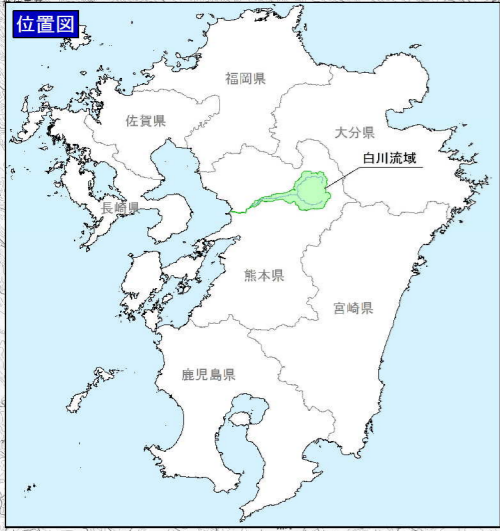 位置図
福岡県
佐賀県
大分県
白川流域
長崎県
熊本県
宮崎県
鹿児島県